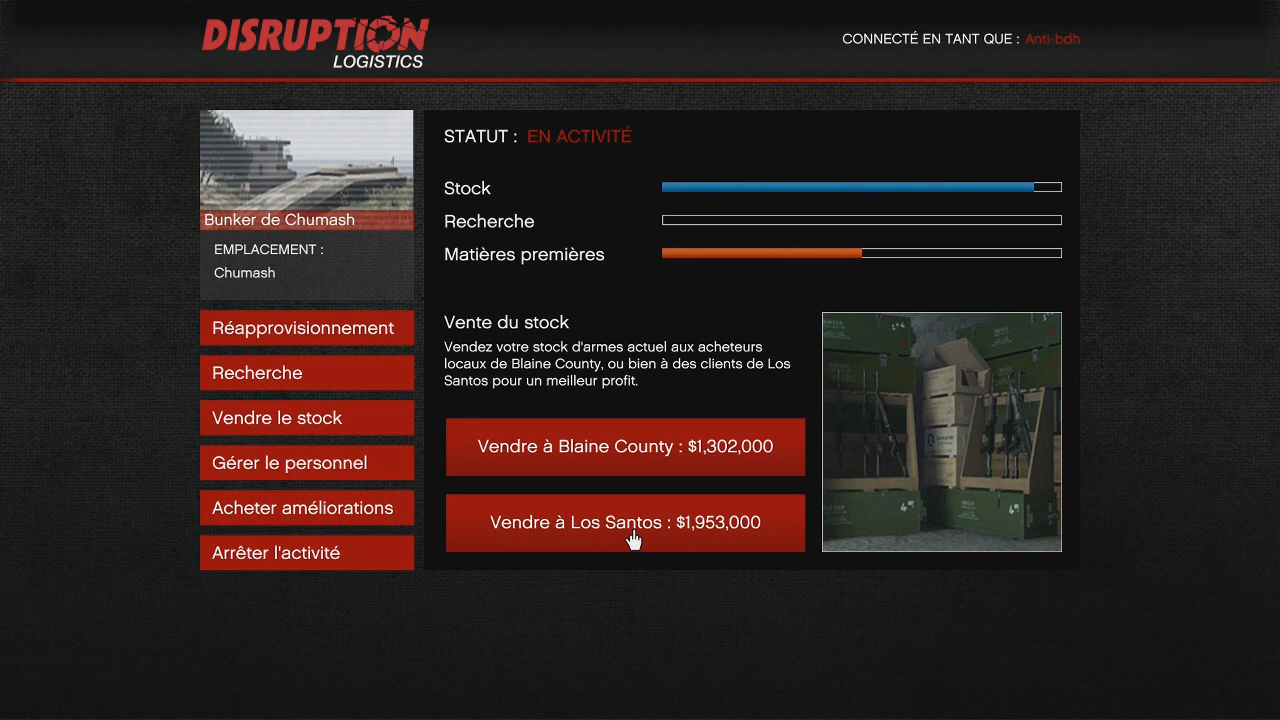 DISRUPTION
LOGISTICS
CONNECTÉ EN TANT QUE : Anti-bdh
Bunker de Chumash
EMPLACEMENT :
Chumash
Réapprovisionnement
Recherche
Vendre le stock
Gérer le personnel
Acheter améliorations
Arrêter l'activité
STATUT : EN ACTIVITÉ
Stock
Recherche
Matières premières
Vente du stock
Vendez votre stock d'armes actuel aux acheteurs
locaux de Blaine County, ou bien à des clients de Los
Santos pour un meilleur profit.
Vendre à Blaine County : $1,302,000
Vendre à Los Santos : $1,953,000